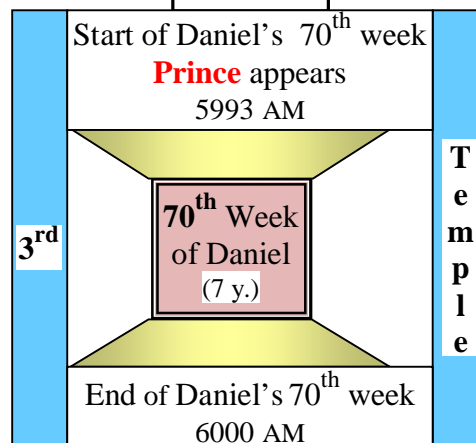 Start of Daniel's 70th week
Prince appears
5993 AM
3rd
70th Week
of Daniel
(7 y.)
T
e
m
p
l
e
End of Daniel's 70th week
6000 AM